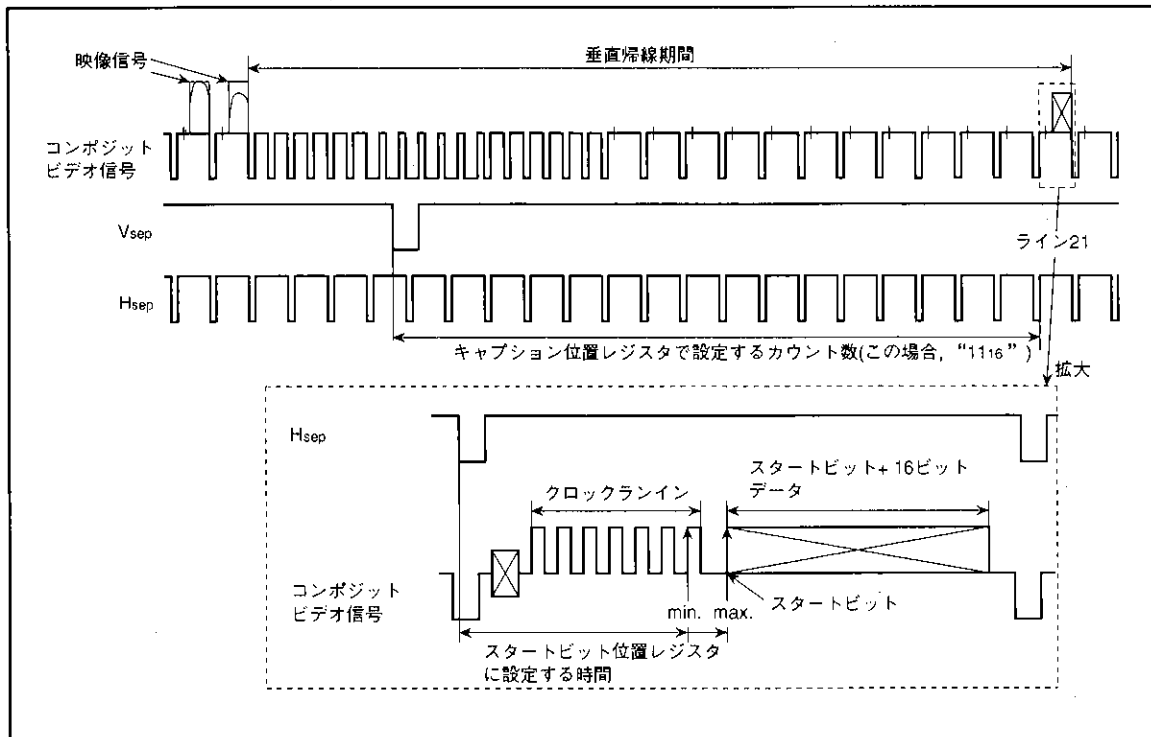 垂直帰線期間
映像信号
コンポジット
ビデオ信号
Vsep
ライン21
Hsep
キャプション位置レジスタで設定するカウント数(この場合, “1116”)
拡大
Hsep
スタートビット+ 16ビット
データ
クロックランイン
コンポジット
ビデオ信号
min. max.
スタートビット
スタートビット位置レジスタ
に設定する時間